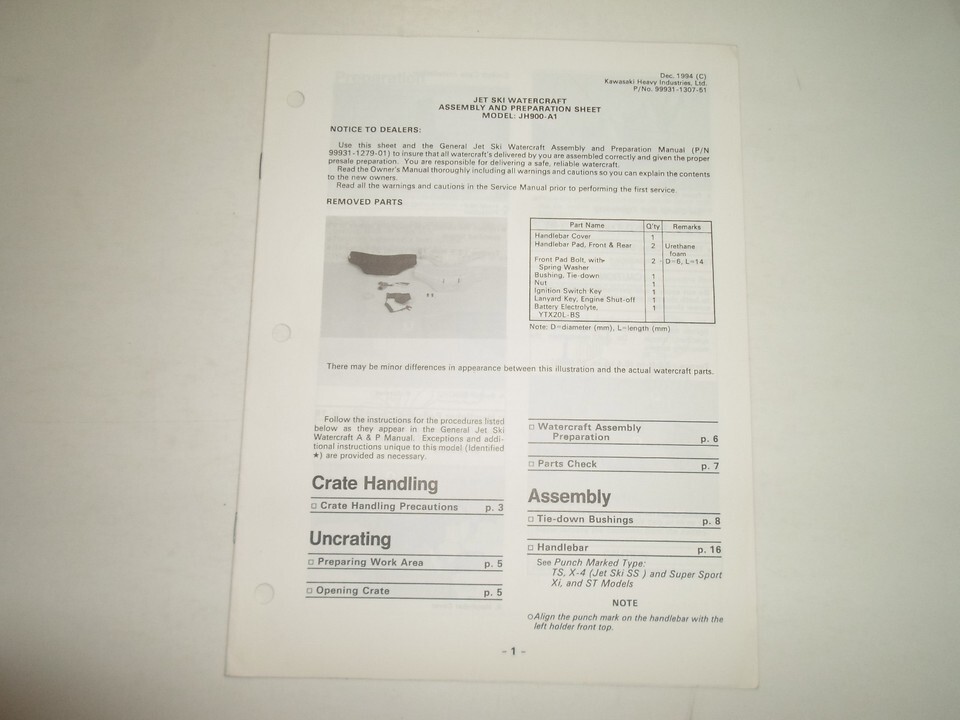 Dec. 1994 (C)
Kawasaki Heavy Industries, Ltd.
P/No. 99931-1307-51
JET SKI WATERCRAFT
ASSEMBLY AND PREPARATION SHEET
MODEL: JH900-A1
NOTICE TO DEALERS:
Use this sheet and the General Jet Ski Watercraft Assembly and Preparation Manual (P/N
99931-1279-01) to insure that all watercraft's delivered by you are assembled correctly and given the proper
presale preparation. You are responsible for delivering a safe, reliable watercraft.
Read the Owner's Manual thoroughly including all warnings and cautions so you can explain the contents
to the new owners.
Read all the warnings and cautions in the Service Manual prior to performing the first service.
REMOVED PARTS
Part Name Q'ty Remarks
Handlebar Cover 1
Handlebar Pad, Front & Rear 2 Urethane
foam
Front Pad Bolt, with 2 D=6, L=14
Spring Washer
Bushing, Tie-down 1
Nut 1
Ignition Switch Key 1
Lanyard Key, Engine Shut-off 1
Battery Electrolyte, 1
YTX20L-BS
Note: D=diameter (mm), L=length (mm)
There may be minor differences in appearance between this illustration and the actual watercraft parts.
Follow the instructions for the procedures listed
below as they appear in the General Jet Ski
Watercraft A & P Manual. Exceptions and addi-
tional instructions unique to this model (Identified
★) are provided as necessary.
Crate Handling
□ Crate Handling Precautions p. 3
Uncrating
□ Preparing Work Area p. 5
□ Opening Crate p. 5
□ Watercraft Assembly
Preparation p. 6
□ Parts Check p. 7
Assembly
□ Tie-down Bushings p. 8
□ Handlebar p. 16
See Punch Marked Type:
TS, X-4 (Jet Ski SS ) and Super Sport
Xi, and ST Models
NOTE
○Align the punch mark on the handlebar with the
left holder front top.
- 1 -